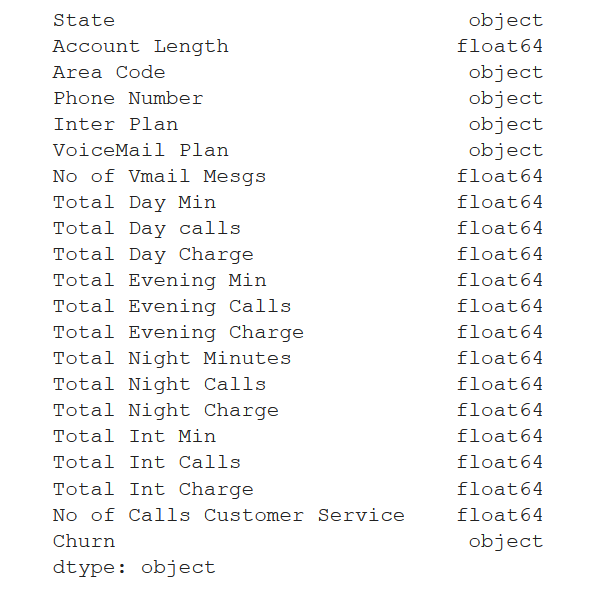 State object
Account Length float64
Area Code object
Phone Number object
Inter Plan object
VoiceMail Plan object
No of Vmail Mesgs float64
Total Day Min float64
Total Day calls float64
Total Day Charge float64
Total Evening Min float64
Total Evening Calls float64
Total Evening Charge float64
Total Night Minutes float64
Total Night Calls float64
Total Night Charge float64
Total Int Min float64
Total Int Calls float64
Total Int Charge float64
No of Calls Customer Service float64
Churn object
dtype: object